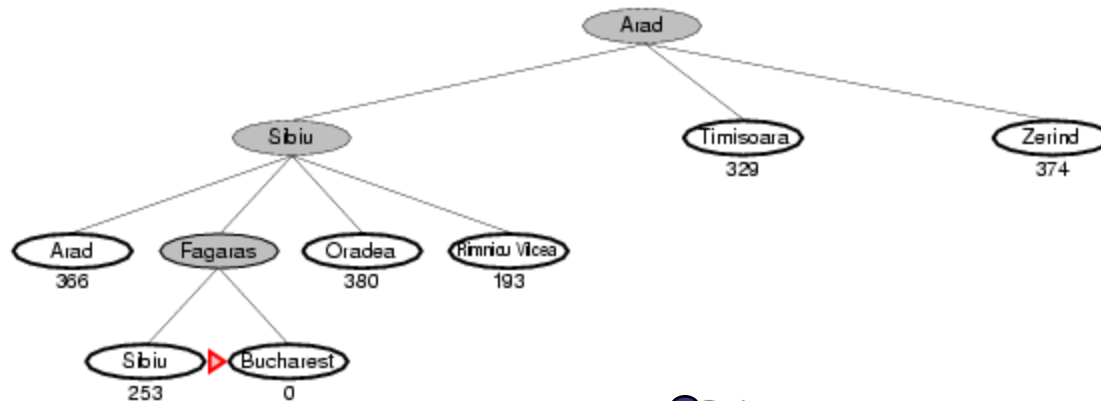 Arad
Sibiu
Timisoara
Zerind
329
374
Arad
Fagaras
Oradea
Rimnicu Vilcea
366
380
193
Sibiu
Bucharest
253
0